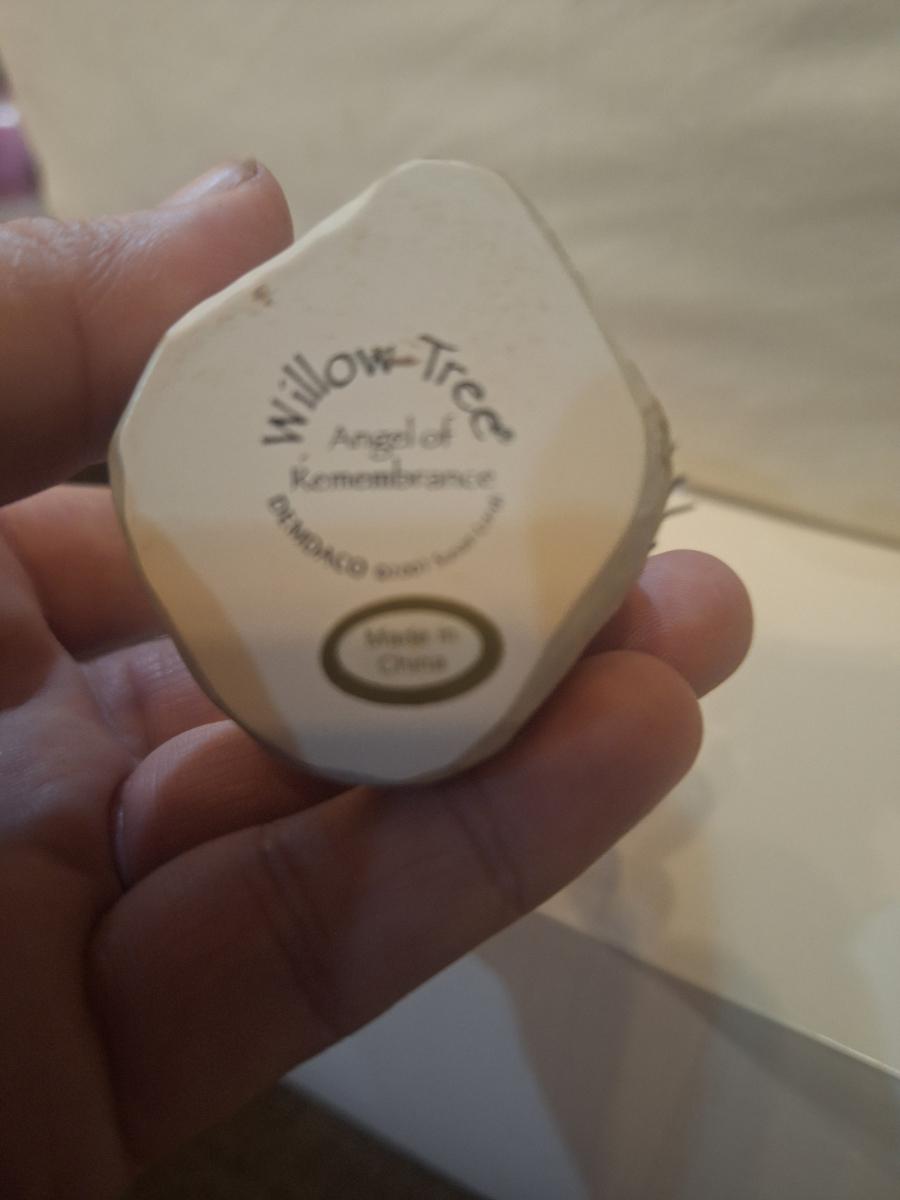 Willow Tree
Angel of
Remembrance
DEMDACO
Made in
China